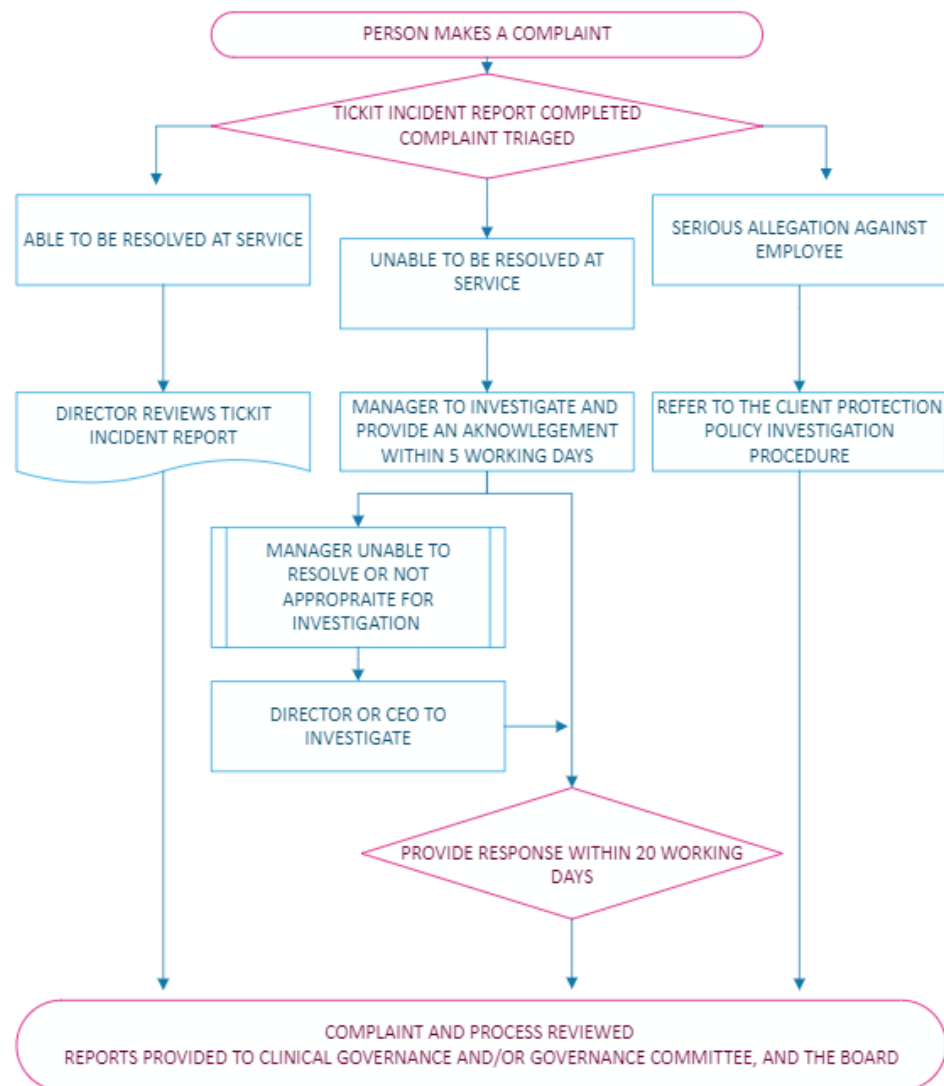 PERSON MAKES A COMPLAINT
TICKIT INCIDENT REPORT COMPLETED
COMPLAINT TRIAGED
ABLE TO BE RESOLVED AT SERVICE
UNABLE TO BE RESOLVED AT
SERVICE
SERIOUS ALLEGATION AGAINST
EMPLOYEE
DIRECTOR REVIEWS TICKIT
INCIDENT REPORT
MANAGER TO INVESTIGATE AND
PROVIDE AN AKNOWLEGEMENT
WITHIN 5 WORKING DAYS
REFER TO THE CLIENT PROTECTION
POLICY INVESTIGATION
PROCEDURE
MANAGER UNABLE TO
RESOLVE OR NOT
APPROPRAITE FOR
INVESTIGATION
DIRECTOR OR CEO TO
INVESTIGATE
PROVIDE RESPONSE WITHIN 20 WORKING
DAYS
COMPLAINT AND PROCESS REVIEWED
REPORTS PROVIDED TO CLINICAL GOVERNANCE AND/OR GOVERNANCE COMMITTEE, AND THE BOARD